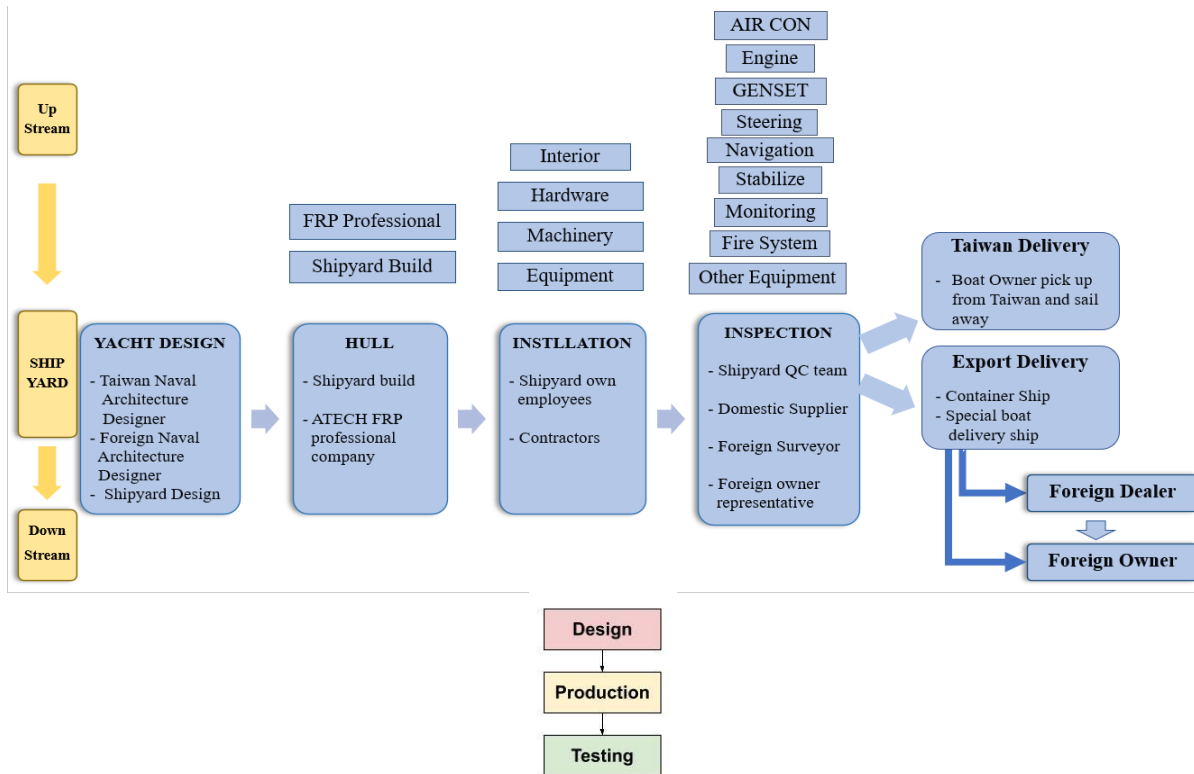 AIR CON
Engine
GENSET
Steering
Navigation
Stabilize
Monitoring
Fire System
Other Equipment
Interior
Hardware
Machinery
Equipment
FRP Professional
Shipyard Build
Up
Stream
SHIP
YARD
Down
Stream
YACHT DESIGN
- Taiwan Naval
Architecture
Designer
- Foreign Naval
Architecture
Designer
- Shipyard Design
HULL
- Shipyard build
- ATECH FRP
professional
company
INSTLLATION
- Shipyard own
employees
- Contractors
INSPECTION
- Shipyard QC team
- Domestic Supplier
- Foreign Surveyor
- Foreign owner
representative
Taiwan Delivery
- Boat Owner pick up
from Taiwan and sail
away
Export Delivery
- Container Ship
- Special boat
delivery ship
Foreign Dealer
Foreign Owner
Design
Production
Testing